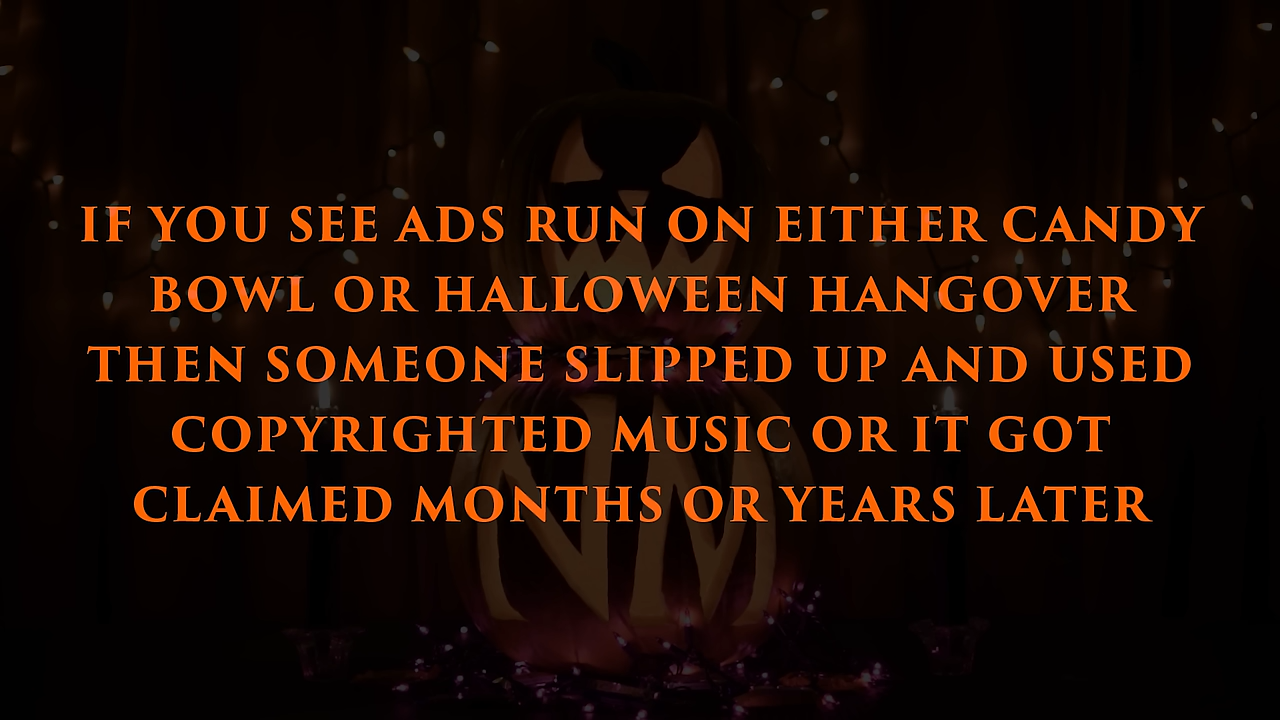 IF YOU SEE ADS RUN ON EITHER CANDY
BOWL OR HALLOWEEN HANGOVER
THEN SOMEONE SLIPPED UP AND USED
COPYRIGHTED MUSIC OR IT GOT
CLAIMED MONTHS OR YEARS LATER
NM